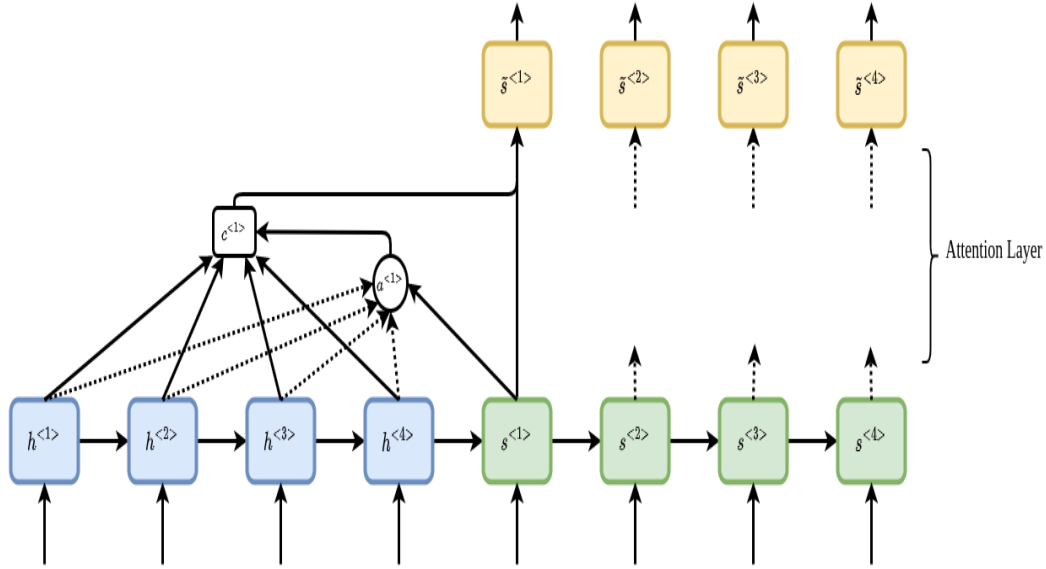 s̃<1> s̃<2> s̃<3> s̃<4>
c<1>
a<1>
Attention Layer
h<1> h<2> h<3> h<4> s<1> s<2> s<3> s<4>